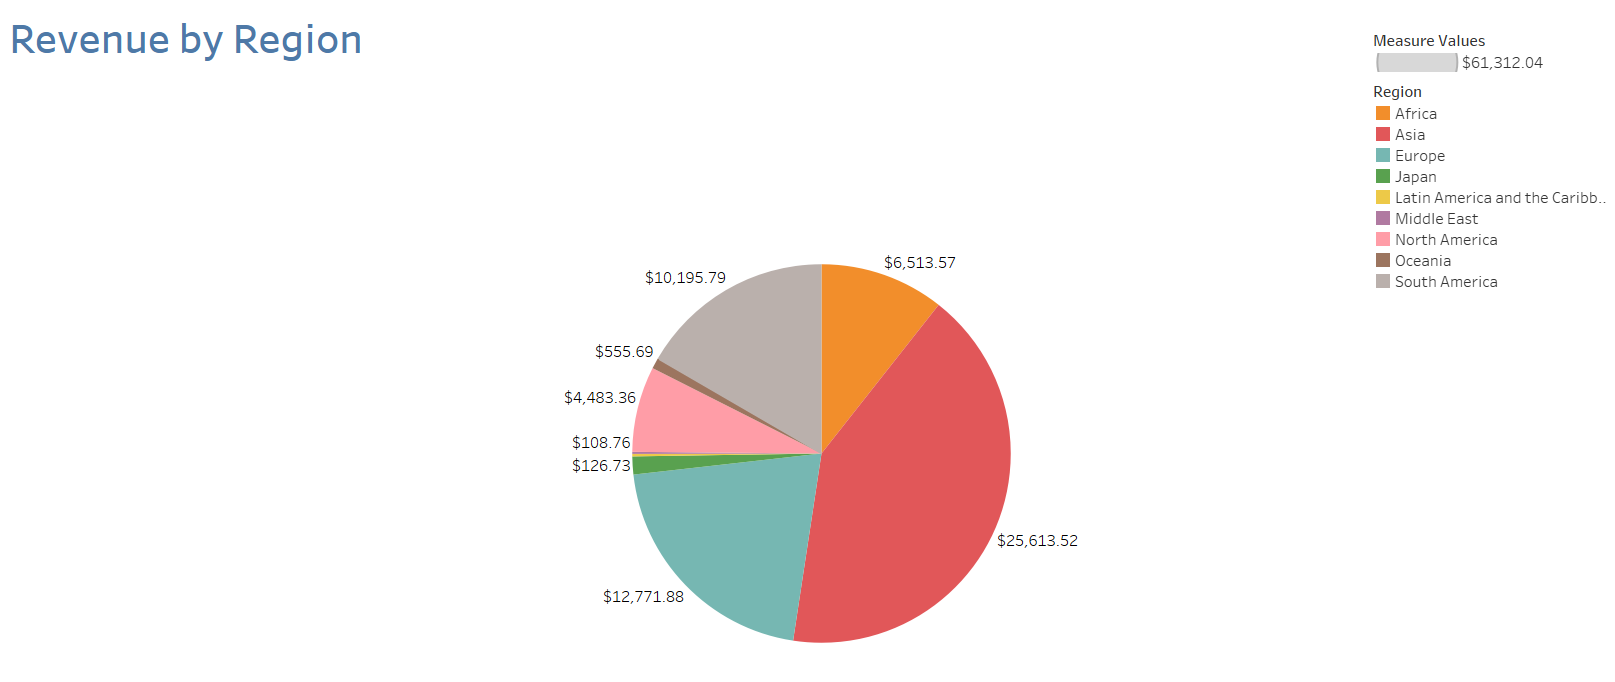 Revenue by Region
Measure Values
$61,312.04
Region
Africa
Asia
Europe
Japan
Latin America and the Caribb..
Middle East
North America
Oceania
South America
$10,195.79
$6,513.57
$555.69
$4,483.36
$108.76
$126.73
$25,613.52
$12,771.88